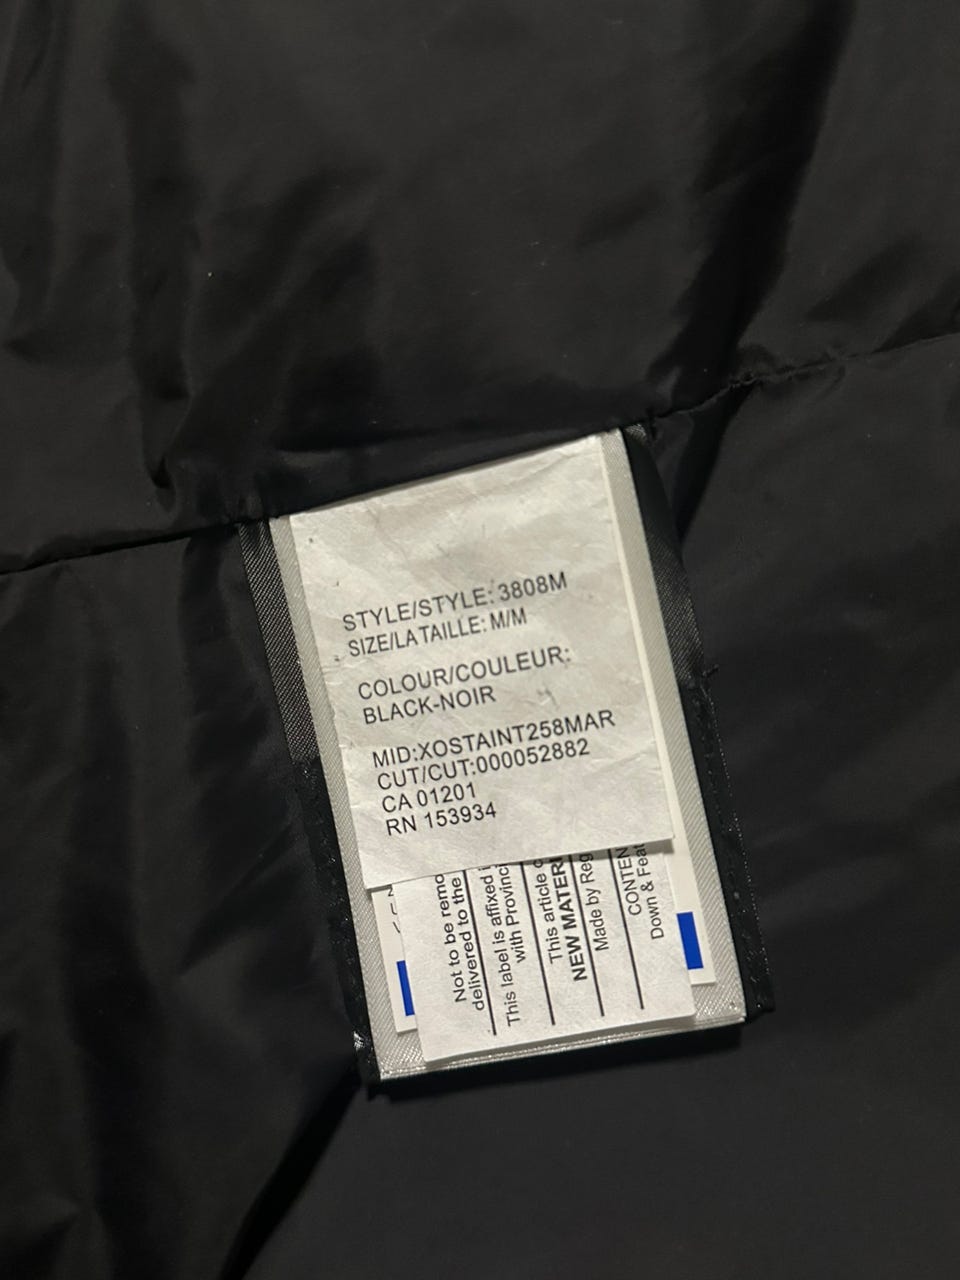 STYLE/STYLE: 3808M
SIZE/LA TAILLE: M/M
COLOUR/COULEUR:
BLACK-NOIR
MID:XOSTAINT258MAR
CUT/CUT:000052882
CA 01201
RN 153934
Not to be remo
delivered to the
This label is affixed i
with Provinc
This article c
NEW MATERI
Made by Reg
CONTEN
Down & Feat